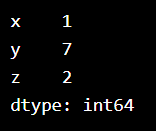 x    1
y    7
z    2
dtype: int64